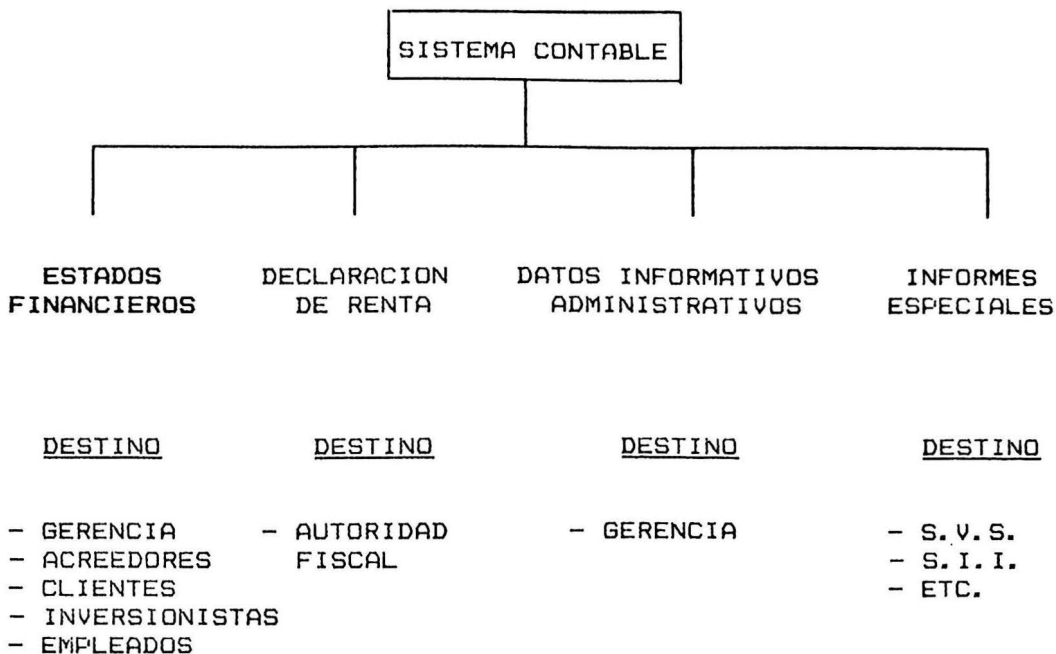 SISTEMA CONTABLE
ESTADOS
FINANCIEROS
DECLARACION
DE RENTA
DATOS INFORMATIVOS
ADMINISTRATIVOS
INFORMES
ESPECIALES
DESTINO
- GERENCIA
- ACREEDORES
- CLIENTES
- INVERSIONISTAS
- EMPLEADOS
DESTINO
- AUTORIDAD
FISCAL
DESTINO
- GERENCIA
DESTINO
- S.V.S.
- S.I.I.
- ETC.